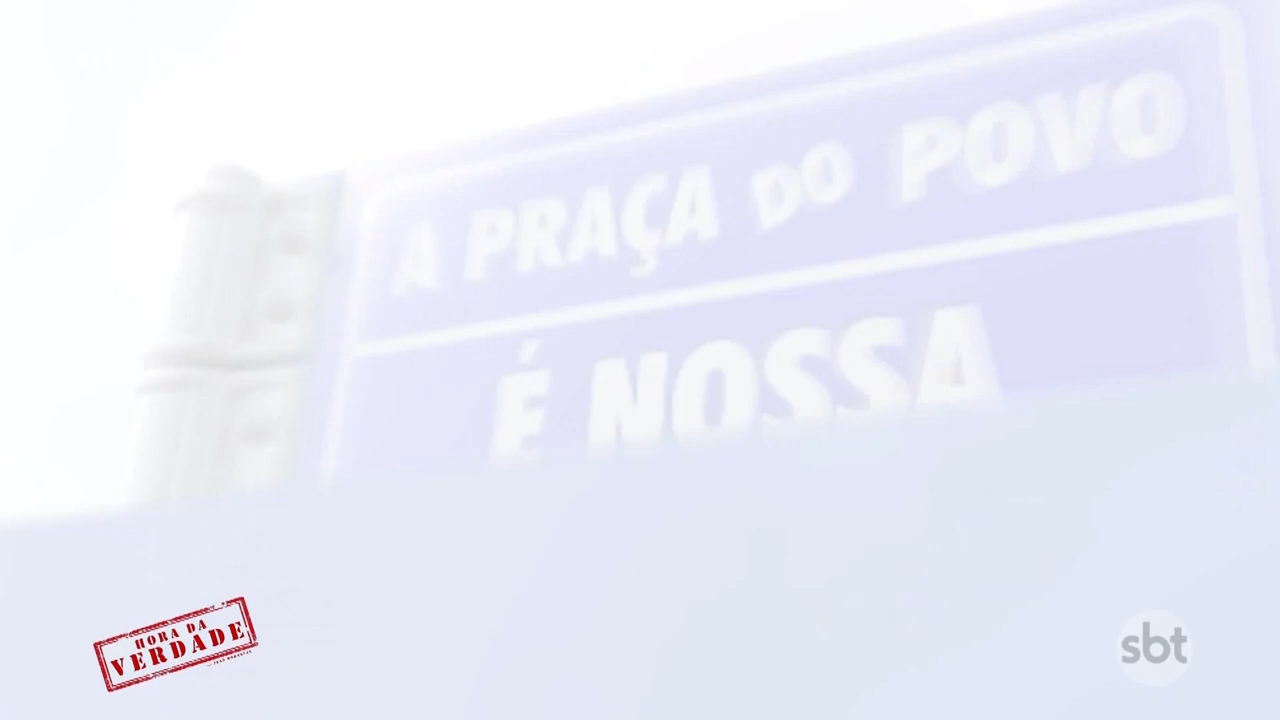 A PRAÇA DO POVO
É NOSSA
HORA DA
VERDADE
sbt